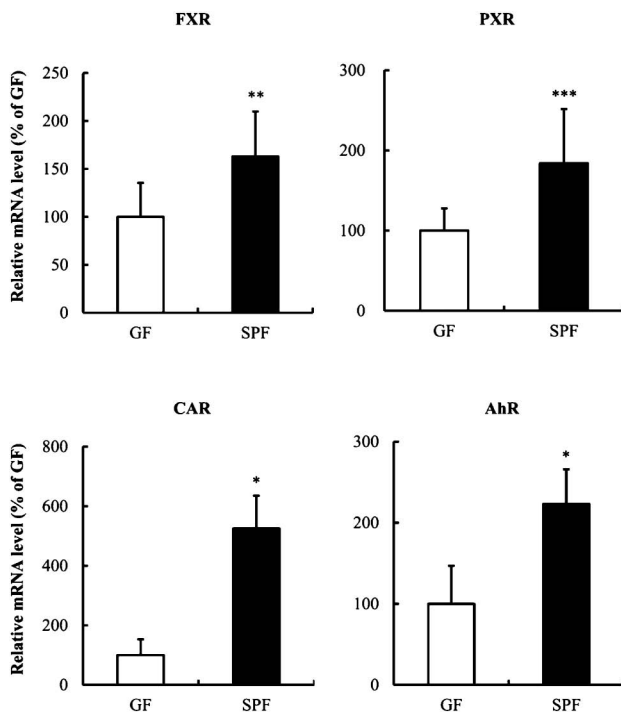 FXR
Relative mRNA level (% of GF)
250
200
150
100
50
0
**
GF
SPF
PXR
300
200
100
0
***
GF
SPF
CAR
Relative mRNA level (% of GF)
800
600
400
200
0
*
GF
SPF
AhR
300
200
100
0
*
GF
SPF